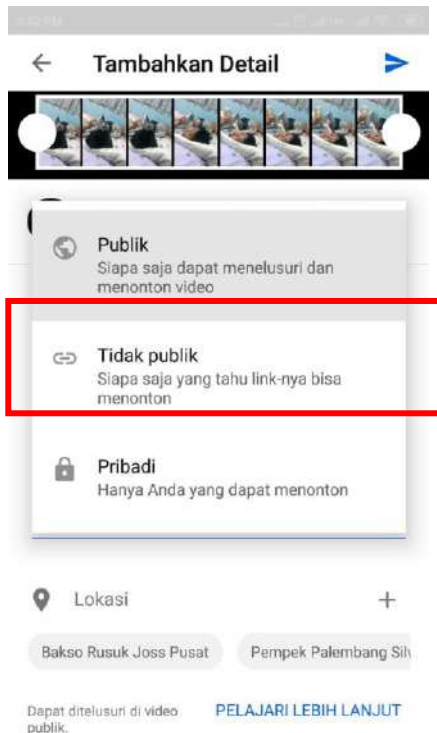 Tambahkan Detail
Publik
Siapa saja dapat menelusuri dan
menonton video
Tidak publik
Siapa saja yang tahu link-nya bisa
menonton
Pribadi
Hanya Anda yang dapat menonton
Lokasi
Bakso Rusuk Joss Pusat
Pempek Palembang
Dapat ditelusuri di video
publik.
PELAJARI LEBIH LANJUT